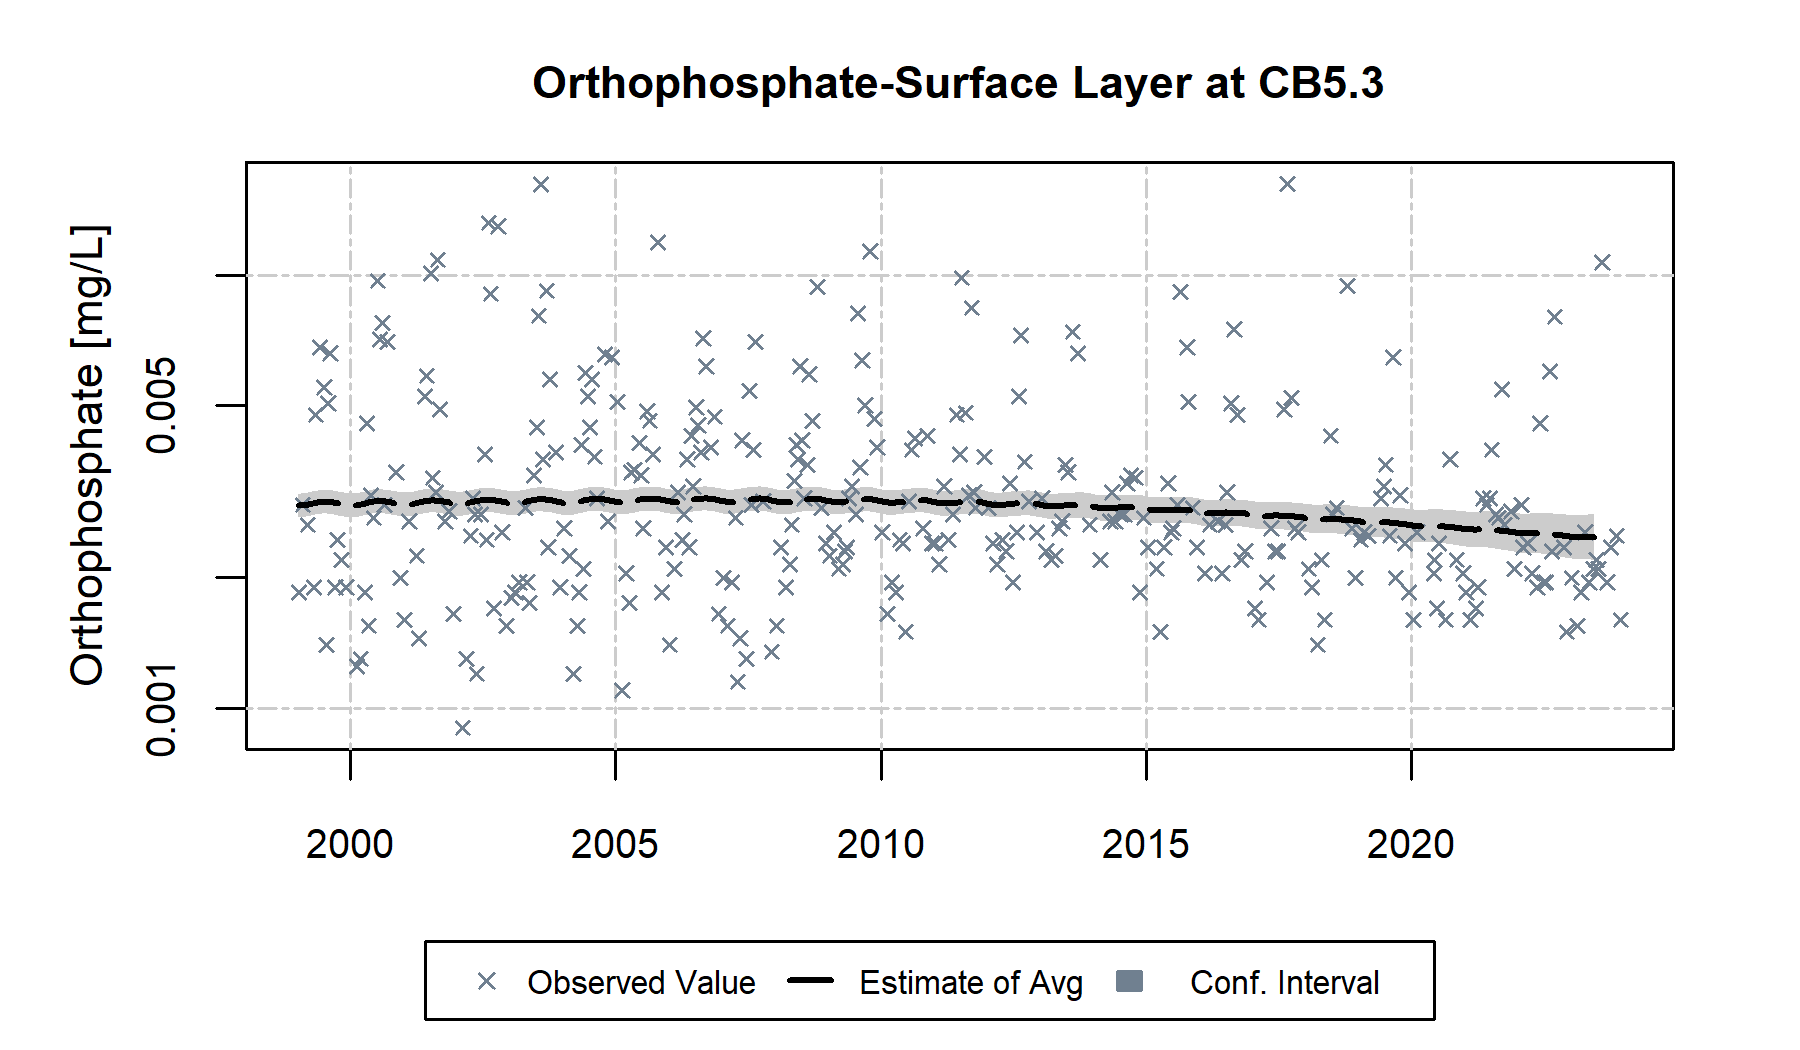 Orthophosphate-Surface Layer at CB5.3
Orthophosphate [mg/L]
0.005
0.001
2000 2005 2010 2015 2020
Observed Value Estimate of Avg Conf. Interval